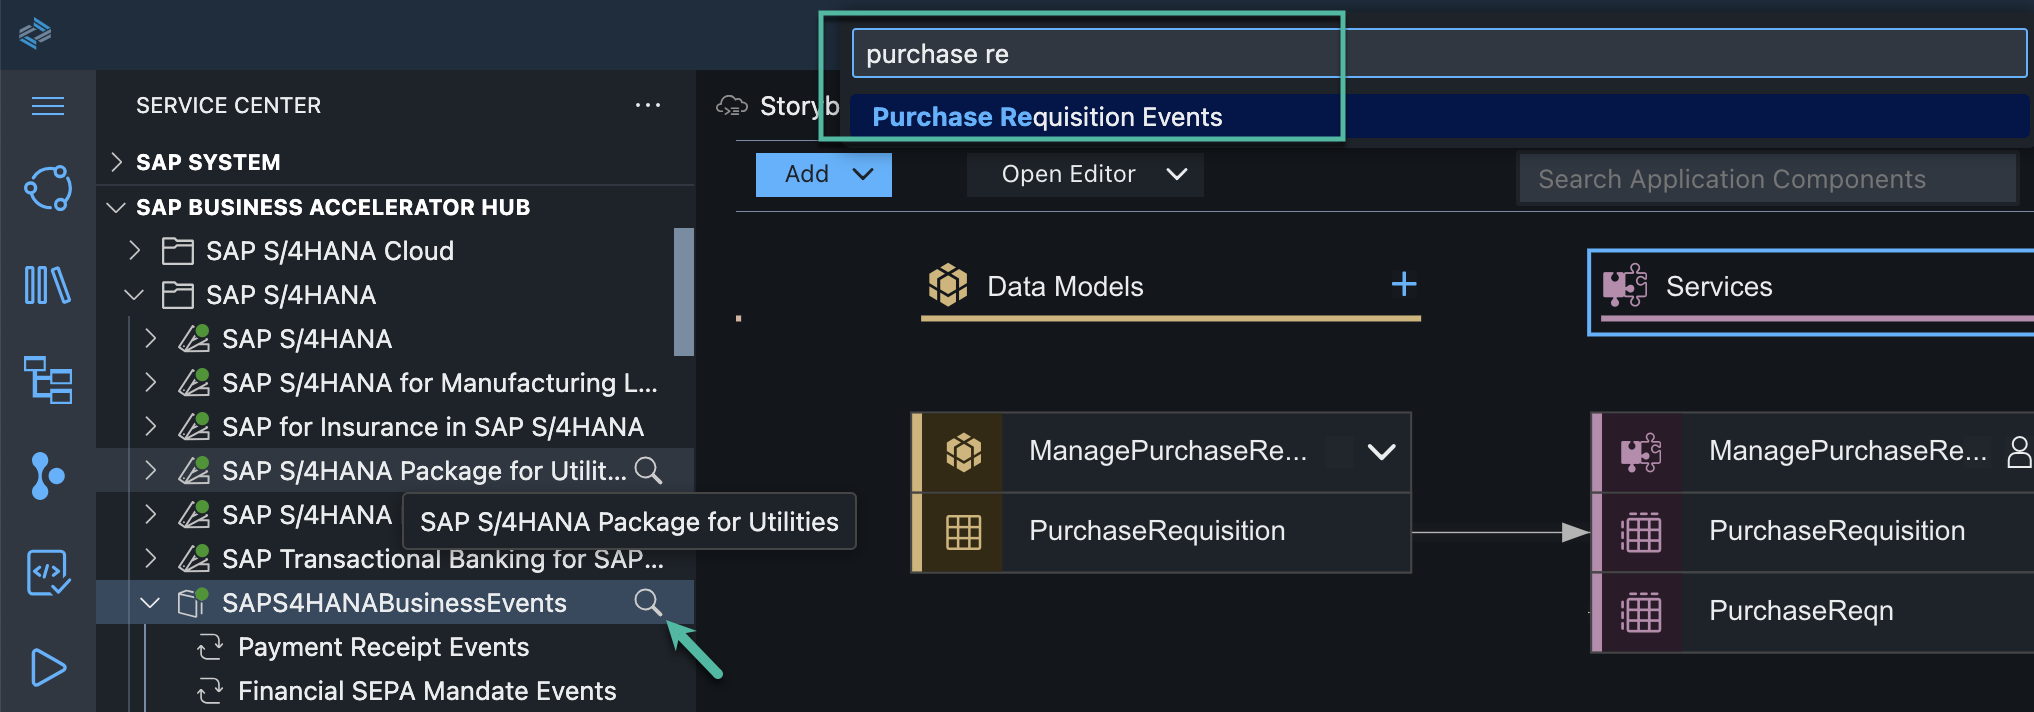 purchase re
Purchase Requisition Events
SERVICE CENTER
...
Storyb
SAP SYSTEM
Add
Open Editor
Search Application Components
SAP BUSINESS ACCELERATOR HUB
SAP S/4HANA Cloud
SAP S/4HANA
Data Models
+
Services
SAP S/4HANA
SAP S/4HANA for Manufacturing L...
SAP for Insurance in SAP S/4HANA
SAP S/4HANA Package for Utilit...
SAP S/4HANA
SAP S/4HANA Package for Utilities
SAP Transactional Banking for SAP...
SAPS4HANABusinessEvents
Payment Receipt Events
Financial SEPA Mandate Events
ManagePurchaseRe...
PurchaseRequisition
ManagePurchaseRe...
PurchaseRequisition
PurchaseReqn